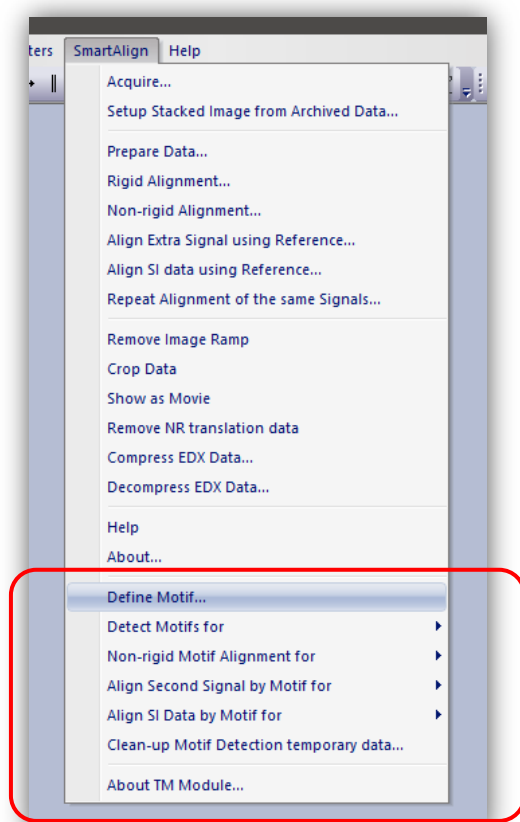 ters SmartAlign Help
Acquire...
Setup Stacked Image from Archived Data...
Prepare Data...
Rigid Alignment...
Non-rigid Alignment...
Align Extra Signal using Reference...
Align SI data using Reference...
Repeat Alignment of the same Signals...
Remove Image Ramp
Crop Data
Show as Movie
Remove NR translation data
Compress EDX Data...
Decompress EDX Data...
Help
About...
Define Motif...
Detect Motifs for
Non-rigid Motif Alignment for
Align Second Signal by Motif for
Align SI Data by Motif for
Clean-up Motif Detection temporary data...
About TM Module...